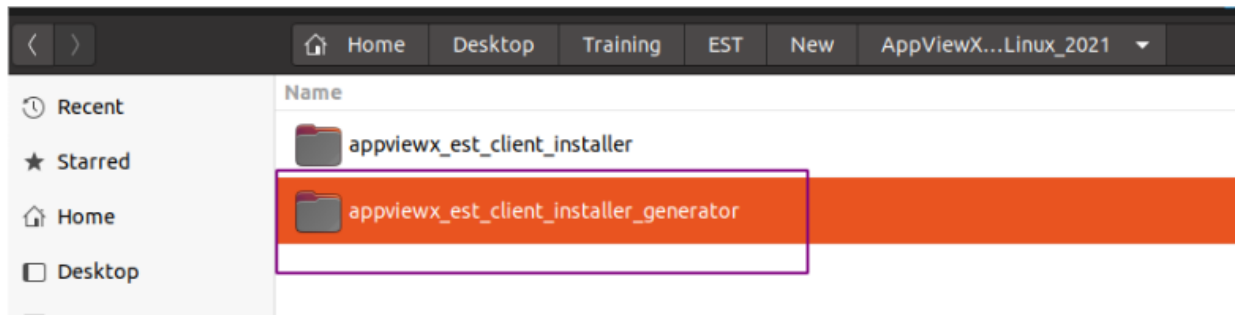 Home Desktop Training EST New AppViewX...Linux_2021
Name
Recent
appviewx_est_client_installer
Starred
appviewx_est_client_installer_generator
Home
Desktop